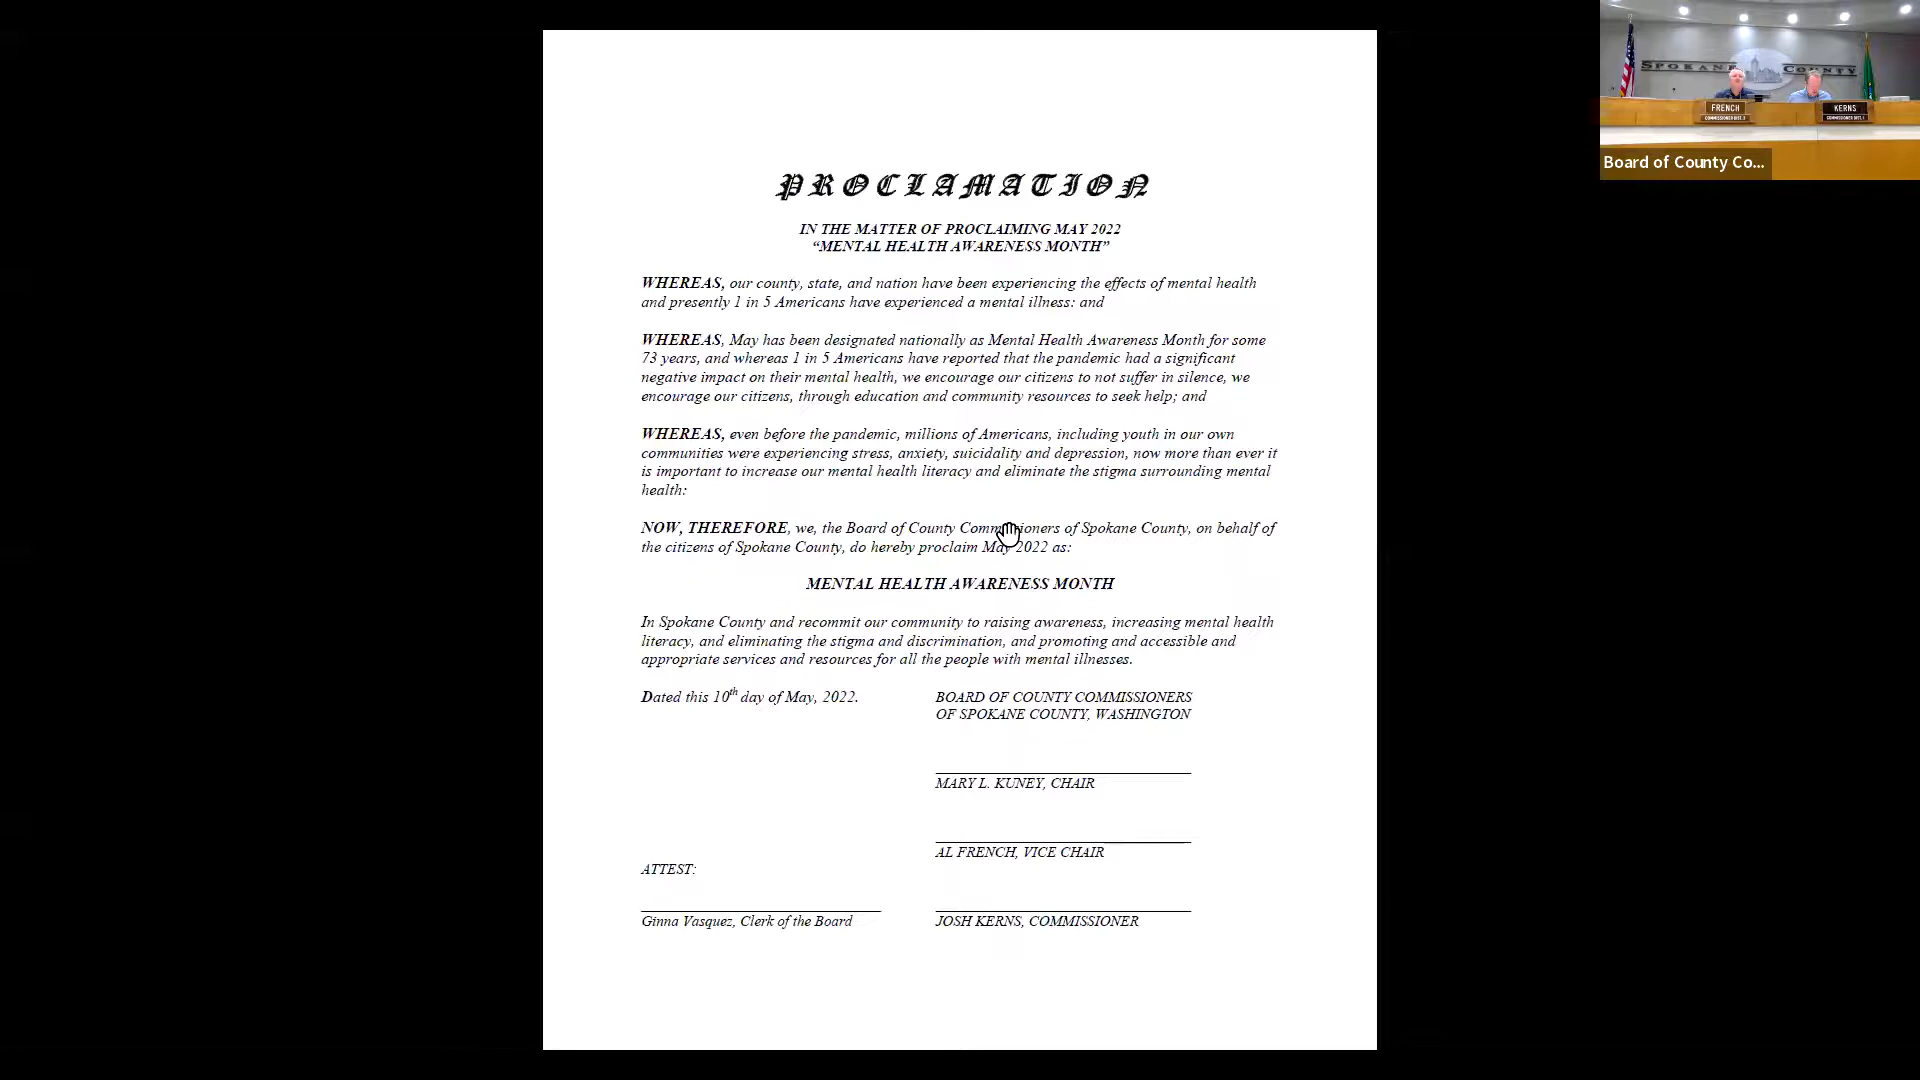 PROCLAMATION
IN THE MATTER OF PROCLAIMING MAY 2022
“MENTAL HEALTH AWARENESS MONTH”
WHEREAS, our county, state, and nation have been experiencing the effects of mental health
and presently 1 in 5 Americans have experienced a mental illness: and
WHEREAS, May has been designated nationally as Mental Health Awareness Month for some
73 years, and whereas 1 in 5 Americans have reported that the pandemic had a significant
negative impact on their mental health, we encourage our citizens to not suffer in silence, we
encourage our citizens, through education and community resources to seek help; and
WHEREAS, even before the pandemic, millions of Americans, including youth in our own
communities were experiencing stress, anxiety, suicidality and depression, now more than ever it
is important to increase our mental health literacy and eliminate the stigma surrounding mental
health:
NOW, THEREFORE, we, the Board of County Commissioners of Spokane County, on behalf of
the citizens of Spokane County, do hereby proclaim May 2022 as:
MENTAL HEALTH AWARENESS MONTH
In Spokane County and recommit our community to raising awareness, increasing mental health
literacy, and eliminating the stigma and discrimination, and promoting and accessible and
appropriate services and resources for all the people with mental illnesses.
Dated this 10th day of May, 2022.
BOARD OF COUNTY COMMISSIONERS
OF SPOKANE COUNTY, WASHINGTON
MARY L. KUNEY, CHAIR
AL FRENCH, VICE CHAIR
ATTEST:
Ginna Vasquez, Clerk of the Board
JOSH KERNS, COMMISSIONER
SPOKANE COUNTY
FRENCH
COMMISSIONER DIST. 3
KERNS
COMMISSIONER DIST. 1
Board of County Co...